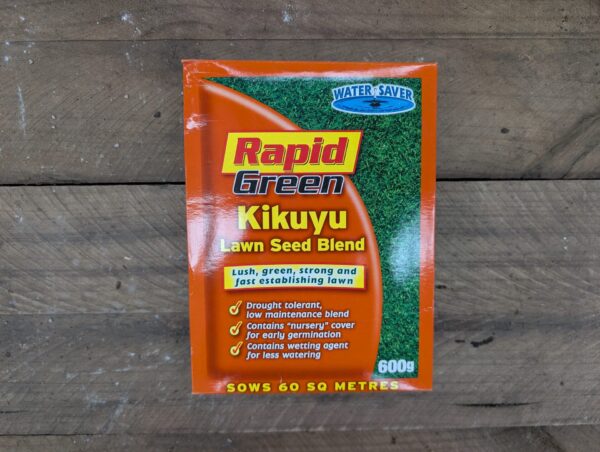 WATER SAVER
Rapid
Green
Kikuyu
Lawn Seed Blend
Lush, green, strong and
fast establishing lawn
Drought tolerant,
low maintenance blend
Contains "nursery" cover
for early germination
Contains wetting agent
for less watering
600g
SOWS 60 SQ METRES